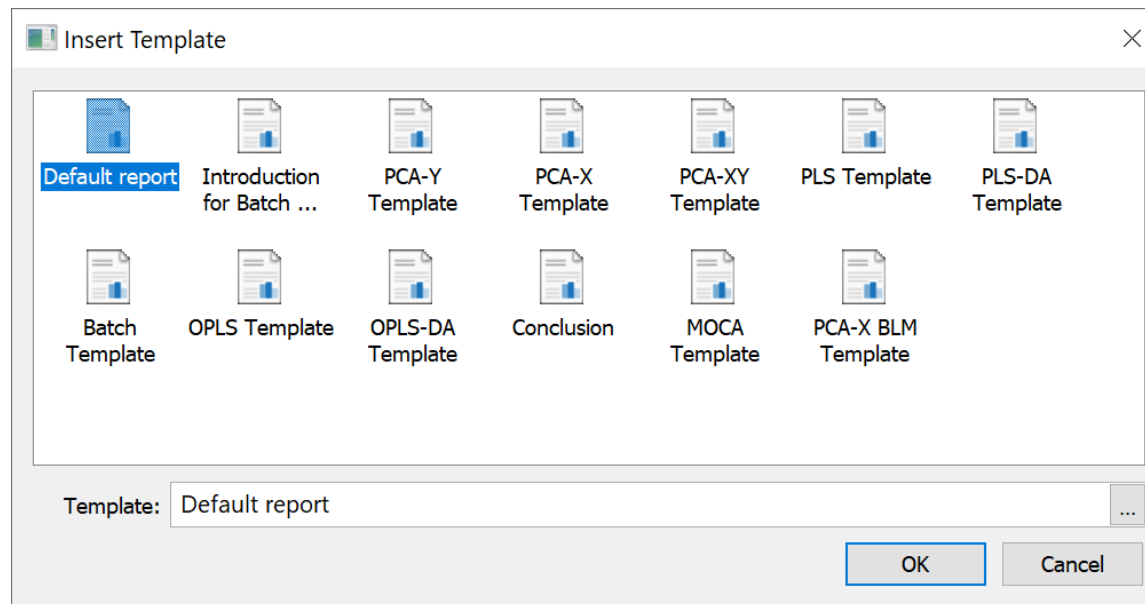 Insert Template
Default report
Introduction
for Batch ...
PCA-Y
Template
PCA-X
Template
PCA-XY
Template
PLS Template
PLS-DA
Template
Batch
Template
OPLS Template
OPLS-DA
Template
Conclusion
MOCA
Template
PCA-X BLM
Template
Template: Default report ...
OK Cancel